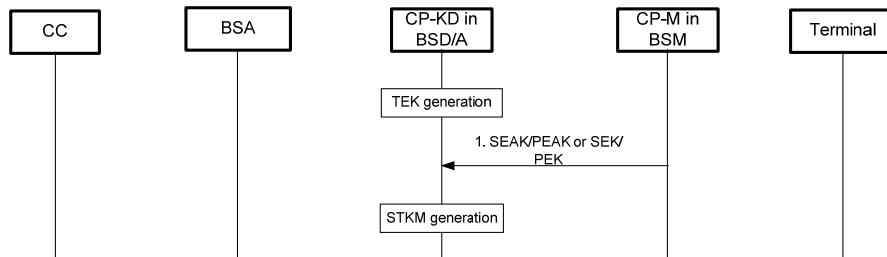 CC
BSA
CP-KD in
BSD/A
CP-M in
BSM
Terminal
TEK generation
1. SEAK/PEAK or SEK/
PEK
STKM generation